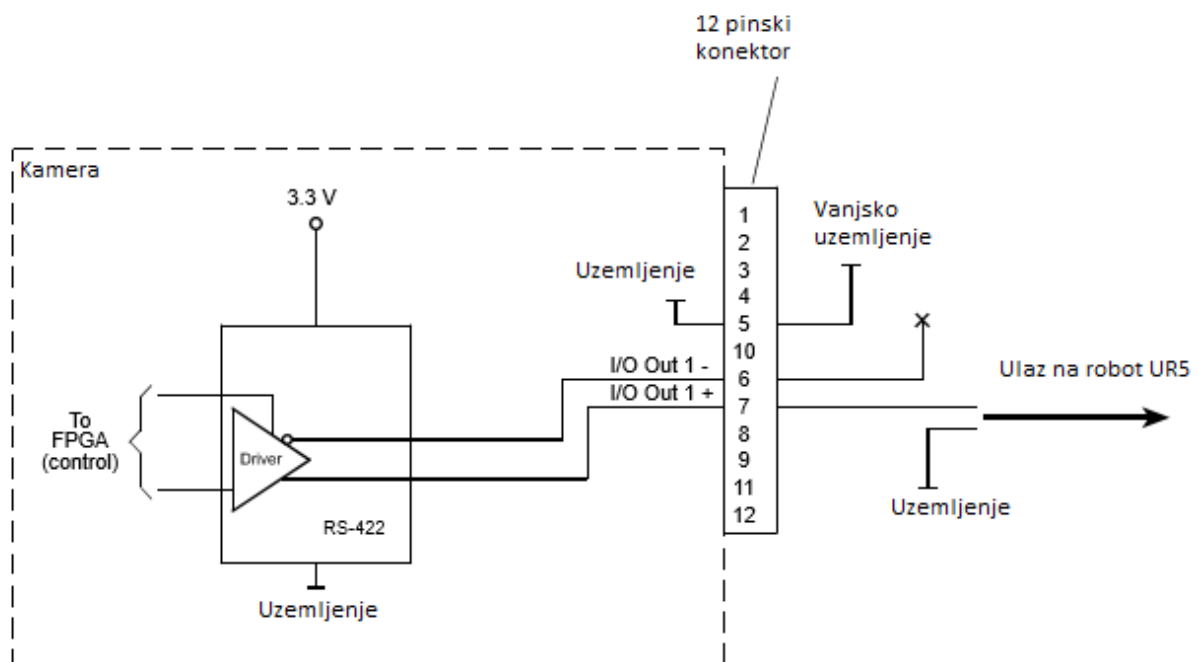 12 pinski
konektor
Kamera
3.3 V
Vanjsko
uzemljenje
Uzemljenje
1
2
3
4
5
10
6
7
8
9
11
12
I/O Out 1 -
I/O Out 1 +
Ulaz na robot UR5
To
FPGA
(control)
Driver
RS-422
Uzemljenje
Uzemljenje